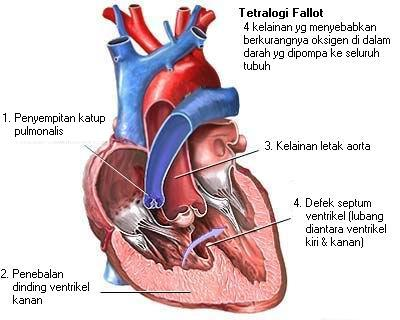 Tetralogi Fallot
4 kelainan yg menyebabkan
berkurangnya oksigen di dalam
darah yg dipompa ke seluruh
tubuh
1. Penyempitan katup
pulmonalis
3. Kelainan letak aorta
4. Defek septum
ventrikel (lubang
diantara ventrikel
kiri & kanan)
2. Penebalan
dinding ventrikel
kanan